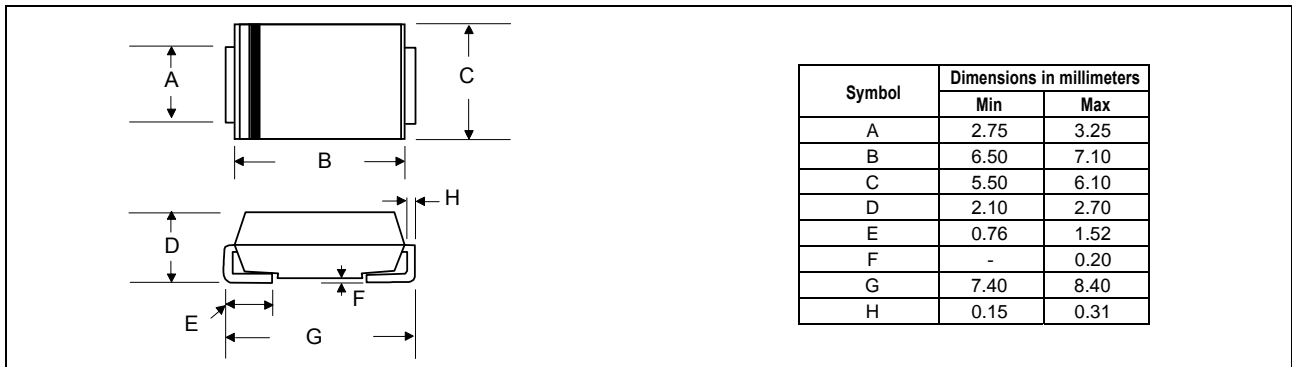 A
C
B
H
D
F
E
G
Symbol Dimensions in millimeters
Min Max
A 2.75 3.25
B 6.50 7.10
C 5.50 6.10
D 2.10 2.70
E 0.76 1.52
F - 0.20
G 7.40 8.40
H 0.15 0.31